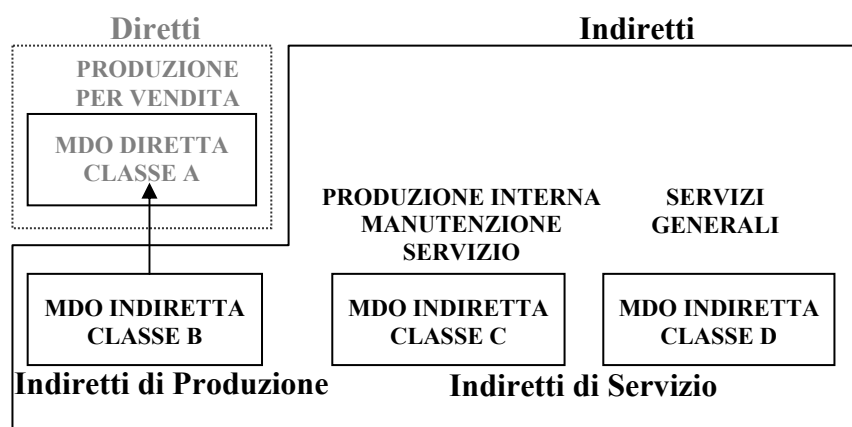 Diretti
Indiretti
PRODUZIONE
PER VENDITA
MDO DIRETTA
CLASSE A
PRODUZIONE INTERNA
MANUTENZIONE
SERVIZIO
SERVIZI
GENERALI
MDO INDIRETTA
CLASSE B
MDO INDIRETTA
CLASSE C
MDO INDIRETTA
CLASSE D
Indiretti di Produzione
Indiretti di Servizio